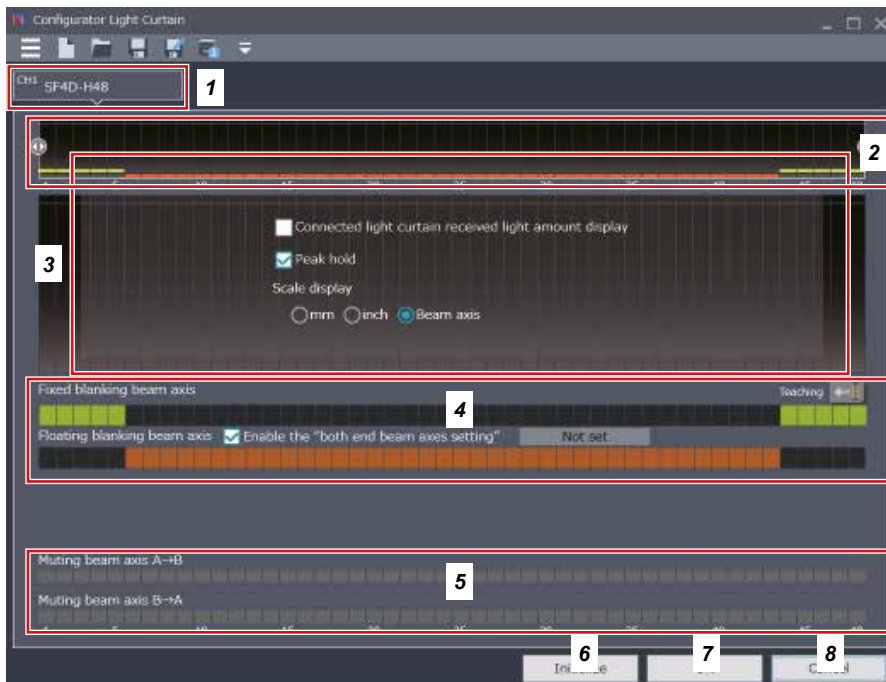 Configurator Light Curtain
CH1 SF4D-H48
1
2
3
Connected light curtain received light amount display
Peak hold
Scale display
mm inch Beam axis
Fixed blanking beam axis Teaching
4
Floating blanking beam axis Enable the "both end beam axes setting" Not set
Muting beam axis A→B
5
Muting beam axis B→A
6 7 8